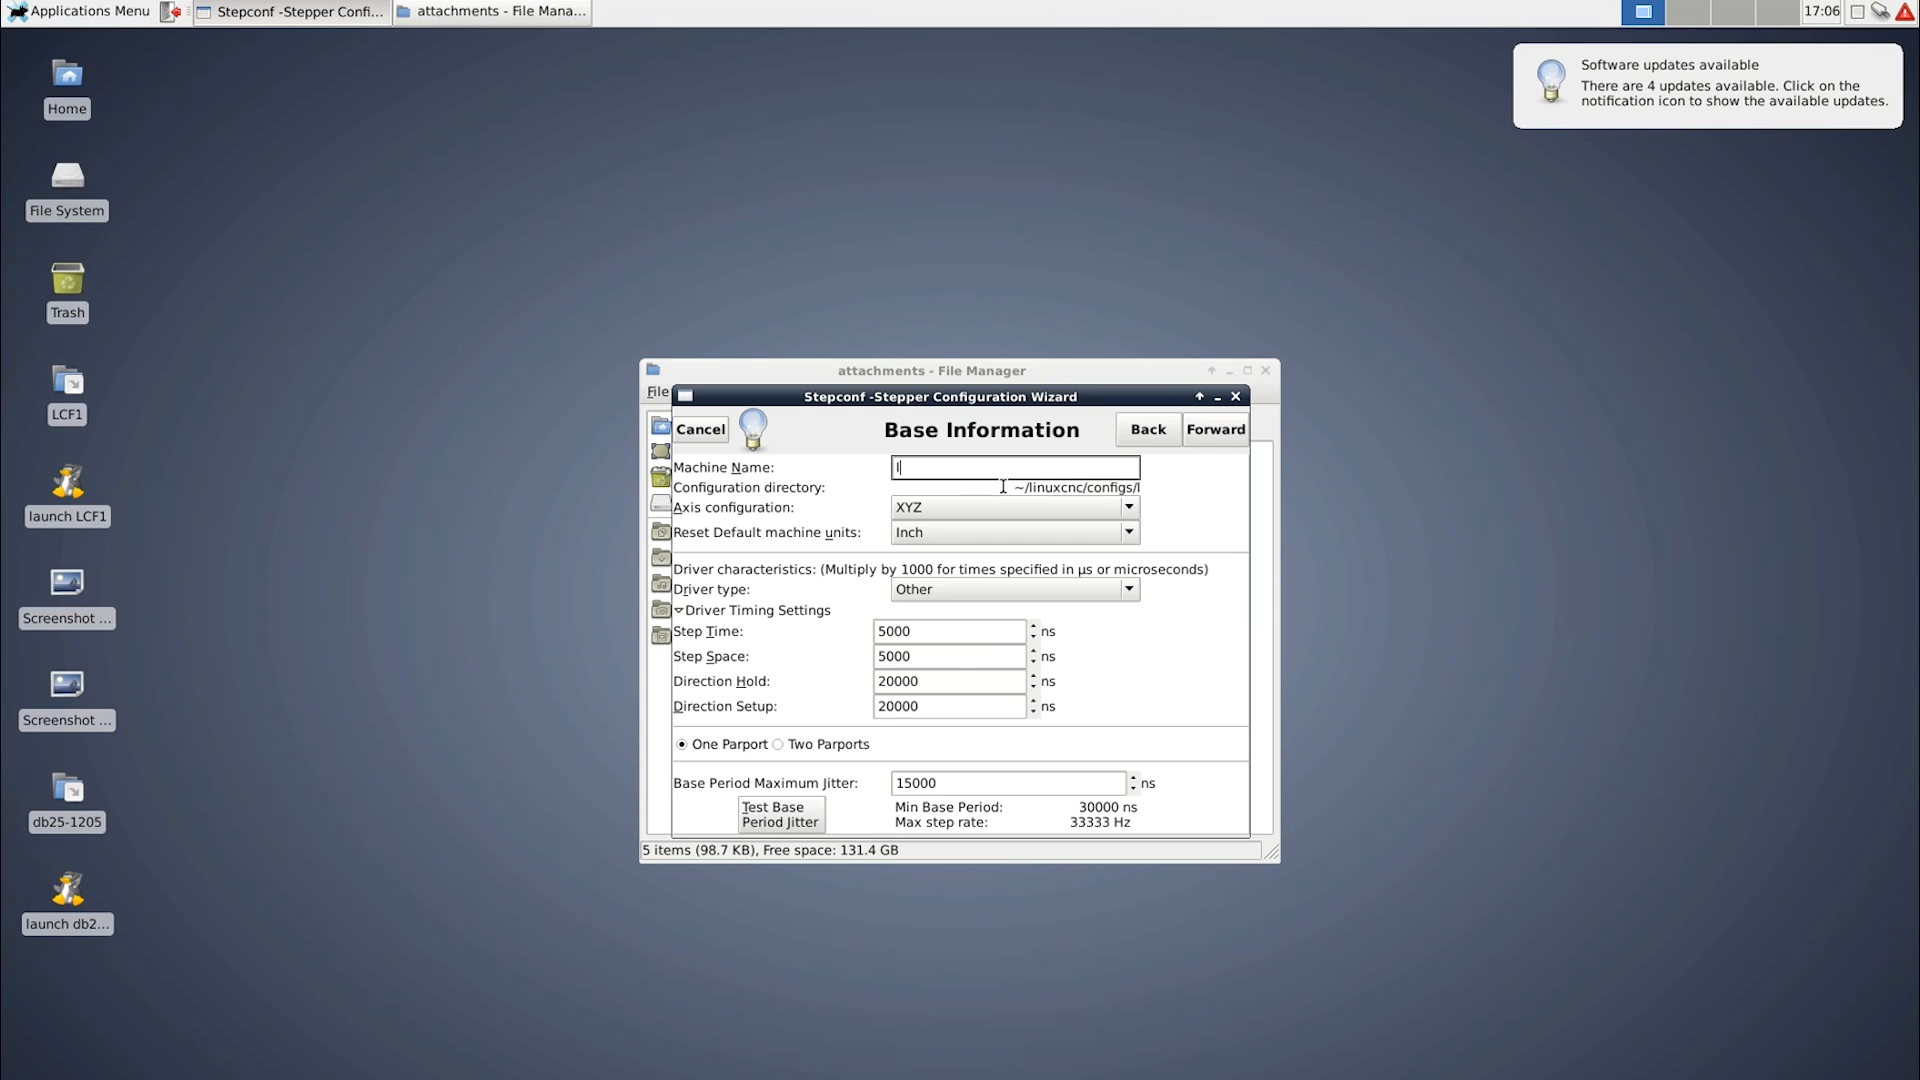 Applications Menu
Stepconf -Stepper Confi...
attachments - File Mana...
17:06
Software updates available
There are 4 updates available. Click on the
notification icon to show the available updates.
Home
File System
Trash
LCF1
launch LCF1
Screenshot ...
Screenshot ...
db25-1205
launch db2...
attachments - File Manager
File
Stepconf -Stepper Configuration Wizard
Cancel
Base Information
Back
Forward
Machine Name:
l
Configuration directory:
~/linuxcnc/configs/l
Axis configuration:
XYZ
Reset Default machine units:
Inch
Driver characteristics: (Multiply by 1000 for times specified in µs or microseconds)
Driver type:
Other
Driver Timing Settings
Step Time:
5000
ns
Step Space:
5000
ns
Direction Hold:
20000
ns
Direction Setup:
20000
ns
One Parport
Two Parports
Base Period Maximum Jitter:
15000
ns
Test Base
Period Jitter
Min Base Period:
30000 ns
Max step rate:
33333 Hz
5 items (98.7 KB), Free space: 131.4 GB